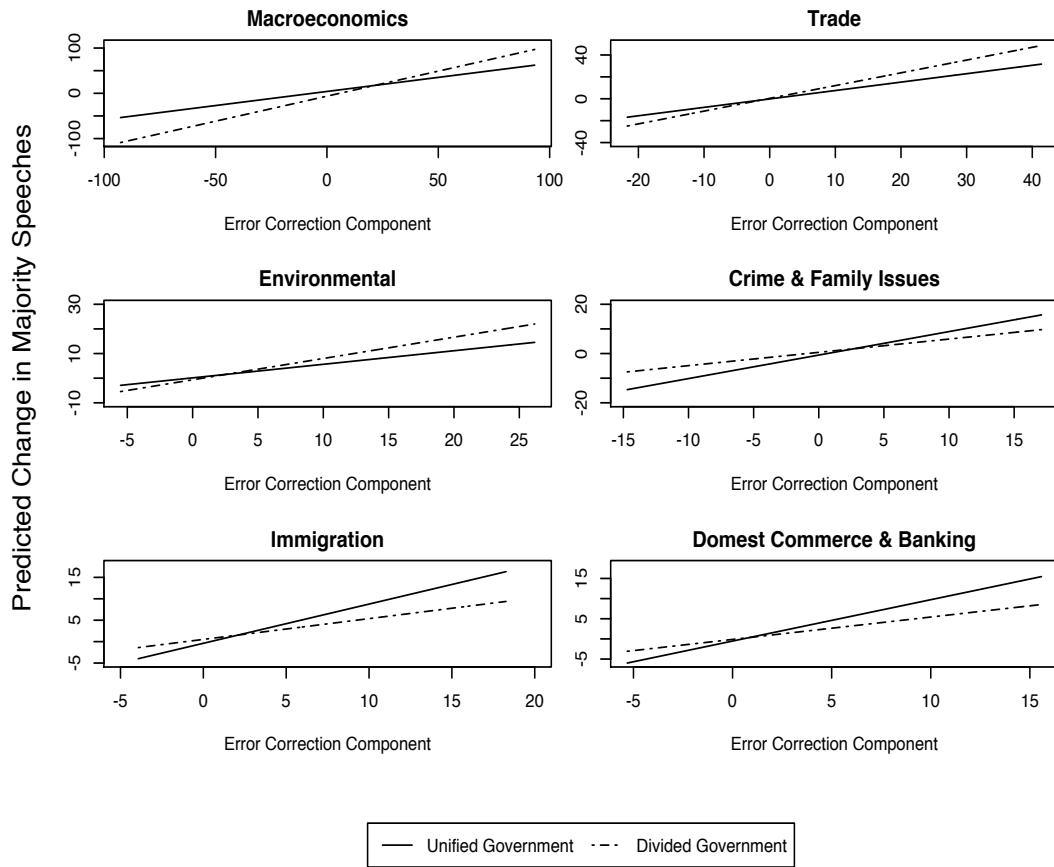 Predicted Change in Majority Speeches
Macroeconomics
100
0
-100
-100 -50 0 50 100
Error Correction Component
Trade
40
0
-40
-20 -10 0 10 20 30 40
Error Correction Component
Environmental
30
10
-10
-5 0 5 10 15 20 25
Error Correction Component
Crime & Family Issues
20
0
-20
-15 -10 -5 0 5 10 15
Error Correction Component
Immigration
15
5
-5
-5 0 5 10 15 20
Error Correction Component
Domest Commerce & Banking
15
5
-5
-5 0 5 10 15
Error Correction Component
Unified Government Divided Government